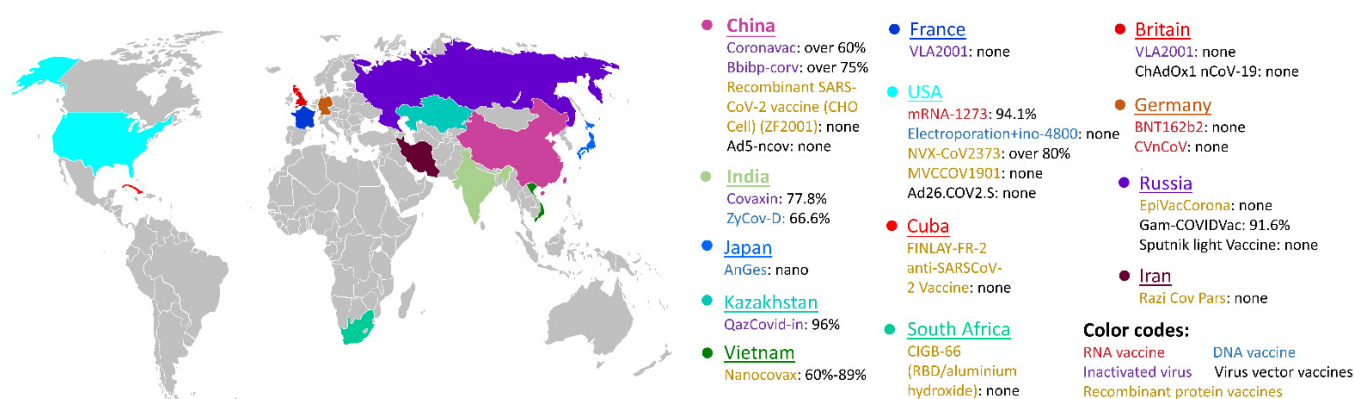 China
Coronavac: over 60%
Bbibp-corv: over 75%
Recombinant SARS-
CoV-2 vaccine (CHO
Cell) (ZF2001): none
Ad5-ncov: none
India
Covaxin: 77.8%
ZyCov-D: 66.6%
Japan
AnGes: nano
Kazakhstan
QazCovid-in: 96%
Vietnam
Nanocovax: 60%-89%
France
VLA2001: none
USA
mRNA-1273: 94.1%
Electroporation+ino-4800: none
NVX-CoV2373: over 80%
MVCCOV1901: none
Ad26.COV2.S: none
Cuba
FINLAY-FR-2
anti-SARSCoV-
2 Vaccine: none
South Africa
CIGB-66
(RBD/aluminium
hydroxide): none
Britain
VLA2001: none
ChAdOx1 nCoV-19: none
Germany
BNT162b2: none
CVnCoV: none
Russia
EpiVacCorona: none
Gam-COVIDVac: 91.6%
Sputnik light Vaccine: none
Iran
Razi Cov Pars: none
Color codes:
RNA vaccine DNA vaccine
Inactivated virus Virus vector vaccines
Recombinant protein vaccines